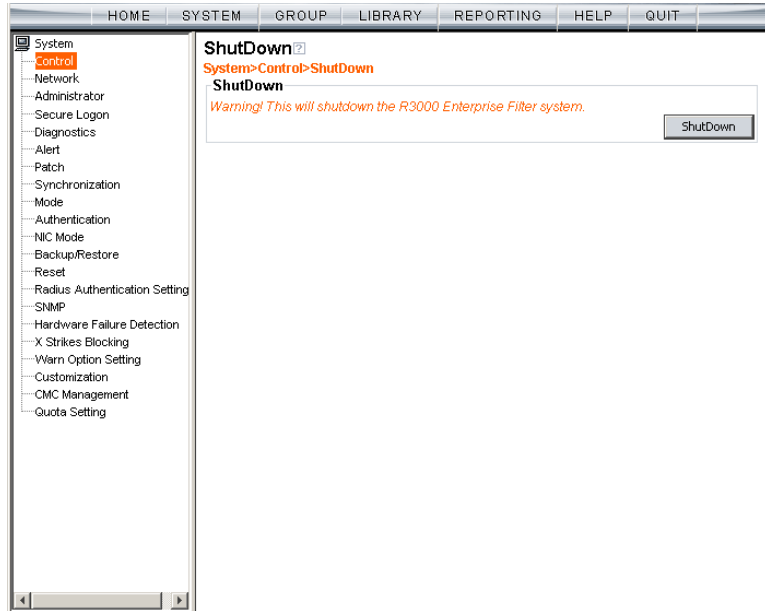 HOME SYSTEM GROUP LIBRARY REPORTING HELP QUIT
System
Control
Network
Administrator
Secure Logon
Diagnostics
Alert
Patch
Synchronization
Mode
Authentication
NIC Mode
Backup/Restore
Reset
Radius Authentication Setting
SNMP
Hardware Failure Detection
X Strikes Blocking
Warn Option Setting
Customization
CMC Management
Quota Setting
ShutDown ?
System>Control>ShutDown
ShutDown
Warning! This will shutdown the R3000 Enterprise Filter system.
ShutDown